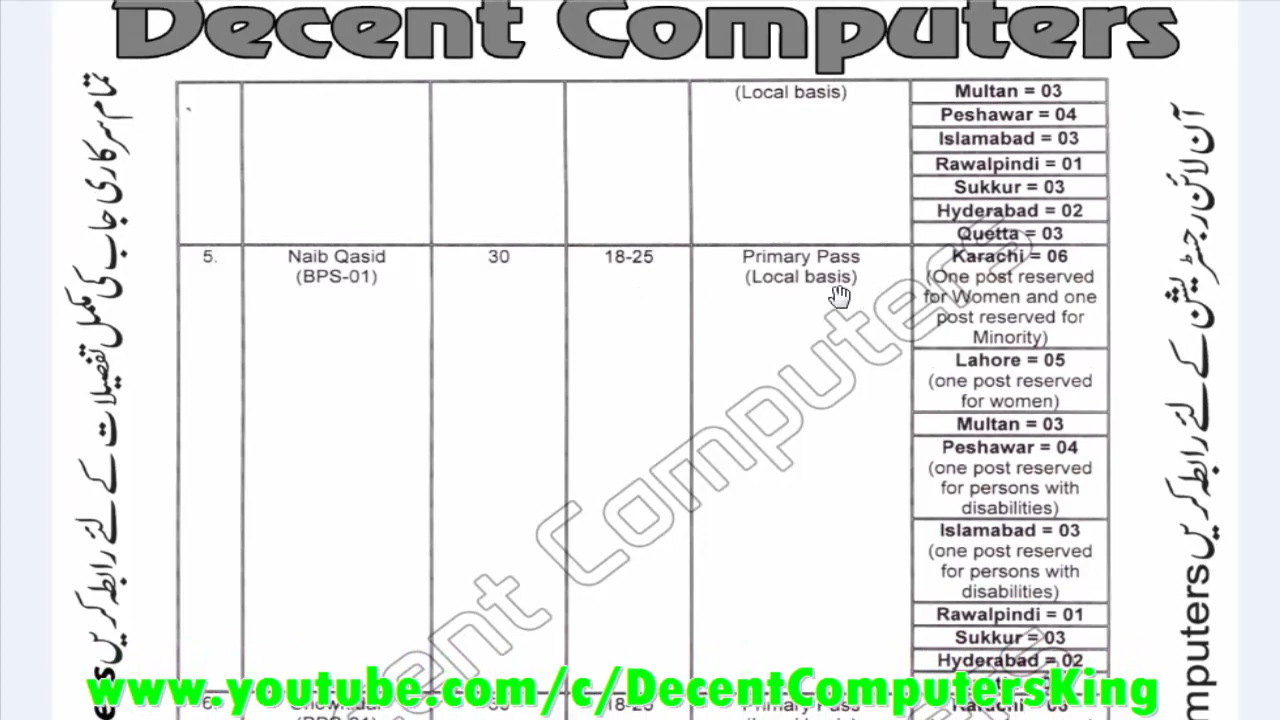 Decent Computers
(Local basis)
Multan = 03
Peshawar = 04
Islamabad = 03
Rawalpindi = 01
Sukkur = 03
Hyderabad = 02
Quetta = 03
5.
Naib Qasid
(BPS-01)
30
18-25
Primary Pass
(Local basis)
Karachi = 06
(One post reserved
for Women and one
post reserved for
Minority)
Lahore = 05
(one post reserved
for women)
Multan = 03
Peshawar = 04
(one post reserved
for persons with
disabilities)
Islamabad = 03
(one post reserved
for persons with
disabilities)
Rawalpindi = 01
Sukkur = 03
Hyderabad = 02
6.
18-25
Primary Pass
تمام سرکاری جاب کی مکمل تفصیلات کے لئے رابطہ کریں
آن لائن رجسٹریشن کے لئے رابطہ کریں
mputers
Computers
www.youtube.com/c/DecentComputersKing